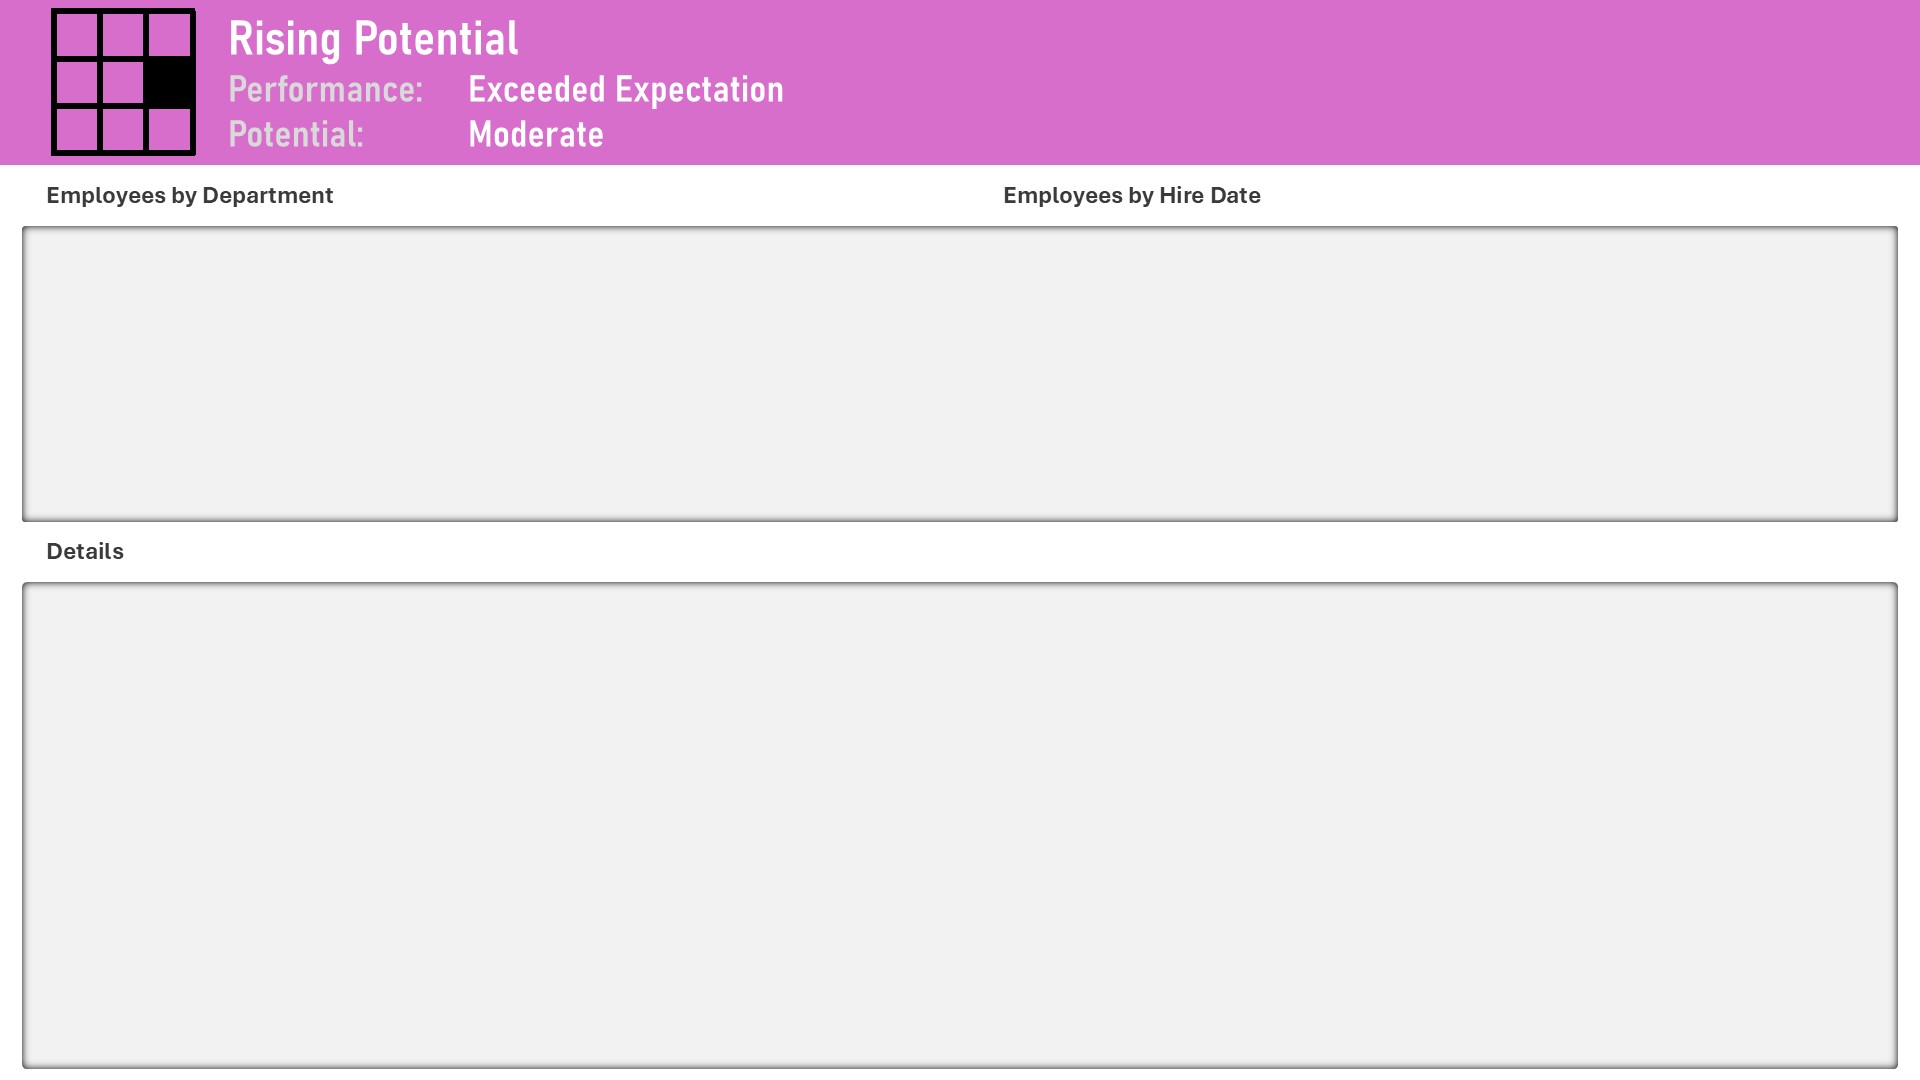 Rising Potential
Performance: Exceeded Expectation
Potential: Moderate
Employees by Department
Employees by Hire Date
Details